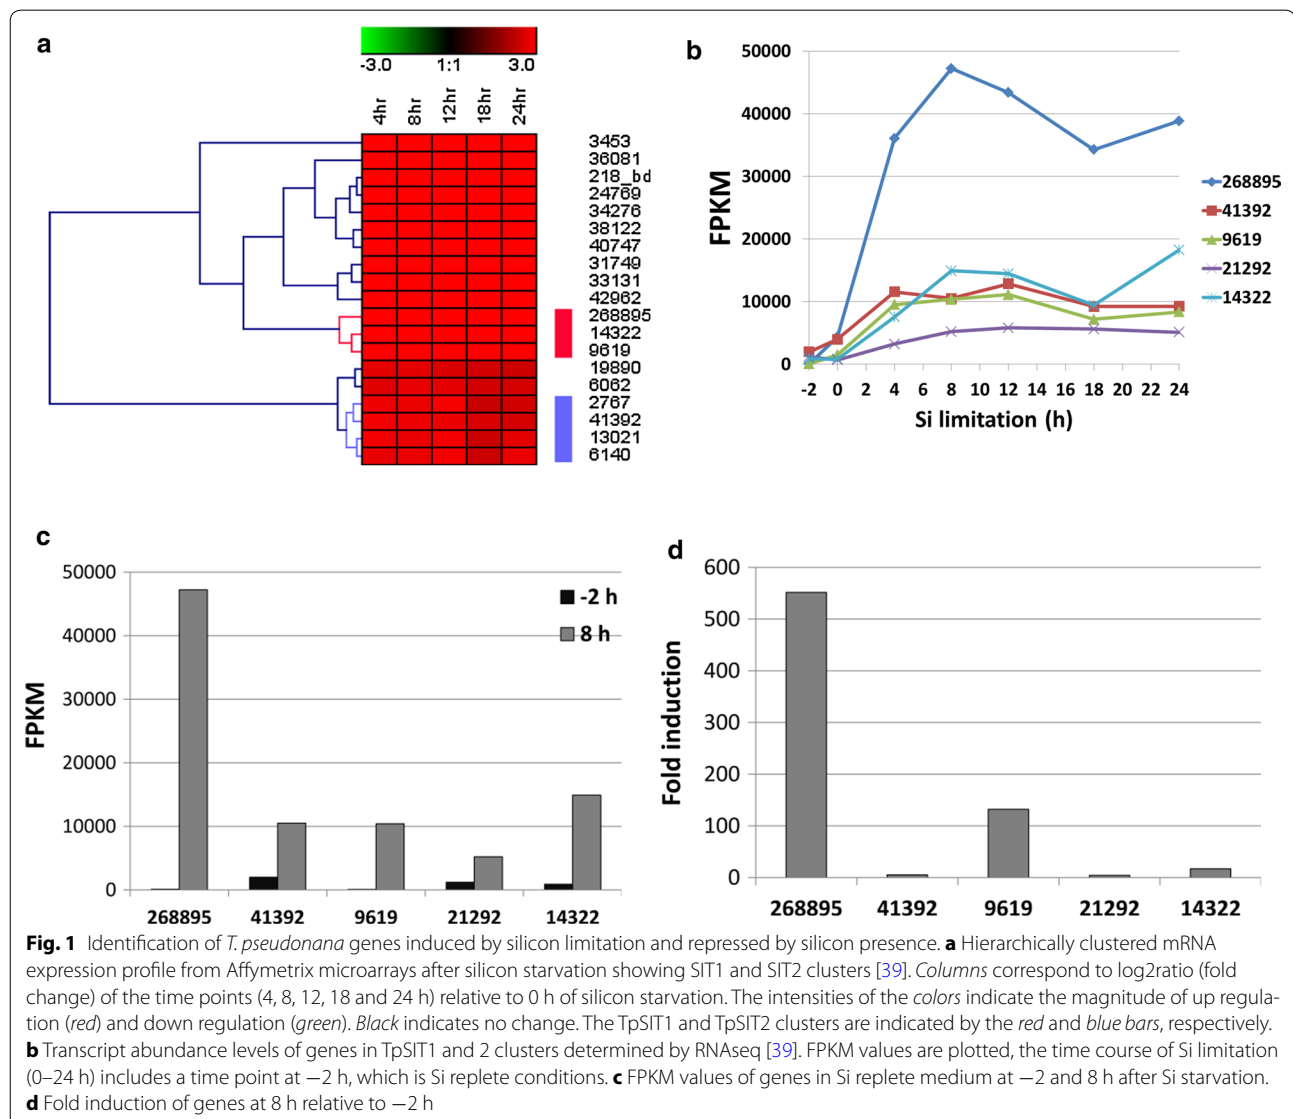 a
-3.0 1:1 3.0
4hr 8hr 12hr 18hr 24hr
3453
36081
218_bd
24769
34276
38122
40747
31749
33131
42962
268895
14322
9619
19890
6062
2767
41392
13021
6140
b
50000
40000
30000
20000
10000
0
FPKM
-2 0 2 4 6 8 10 12 14 16 18 20 22 24
Si limitation (h)
268895
41392
9619
21292
14322
c
50000
40000
30000
20000
10000
0
FPKM
-2 h
8 h
268895 41392 9619 21292 14322
d
600
500
400
300
200
100
0
Fold induction
268895 41392 9619 21292 14322
Fig. 1 Identification of T. pseudonana genes induced by silicon limitation and repressed by silicon presence. a Hierarchically clustered mRNA
expression profile from Affymetrix microarrays after silicon starvation showing SIT1 and SIT2 clusters [39]. Columns correspond to log2ratio (fold
change) of the time points (4, 8, 12, 18 and 24 h) relative to 0 h of silicon starvation. The intensities of the colors indicate the magnitude of up regula-
tion (red) and down regulation (green). Black indicates no change. The TpSIT1 and TpSIT2 clusters are indicated by the red and blue bars, respectively.
b Transcript abundance levels of genes in TpSIT1 and 2 clusters determined by RNAseq [39]. FPKM values are plotted, the time course of Si limitation
(0–24 h) includes a time point at −2 h, which is Si replete conditions. c FPKM values of genes in Si replete medium at −2 and 8 h after Si starvation.
d Fold induction of genes at 8 h relative to −2 h